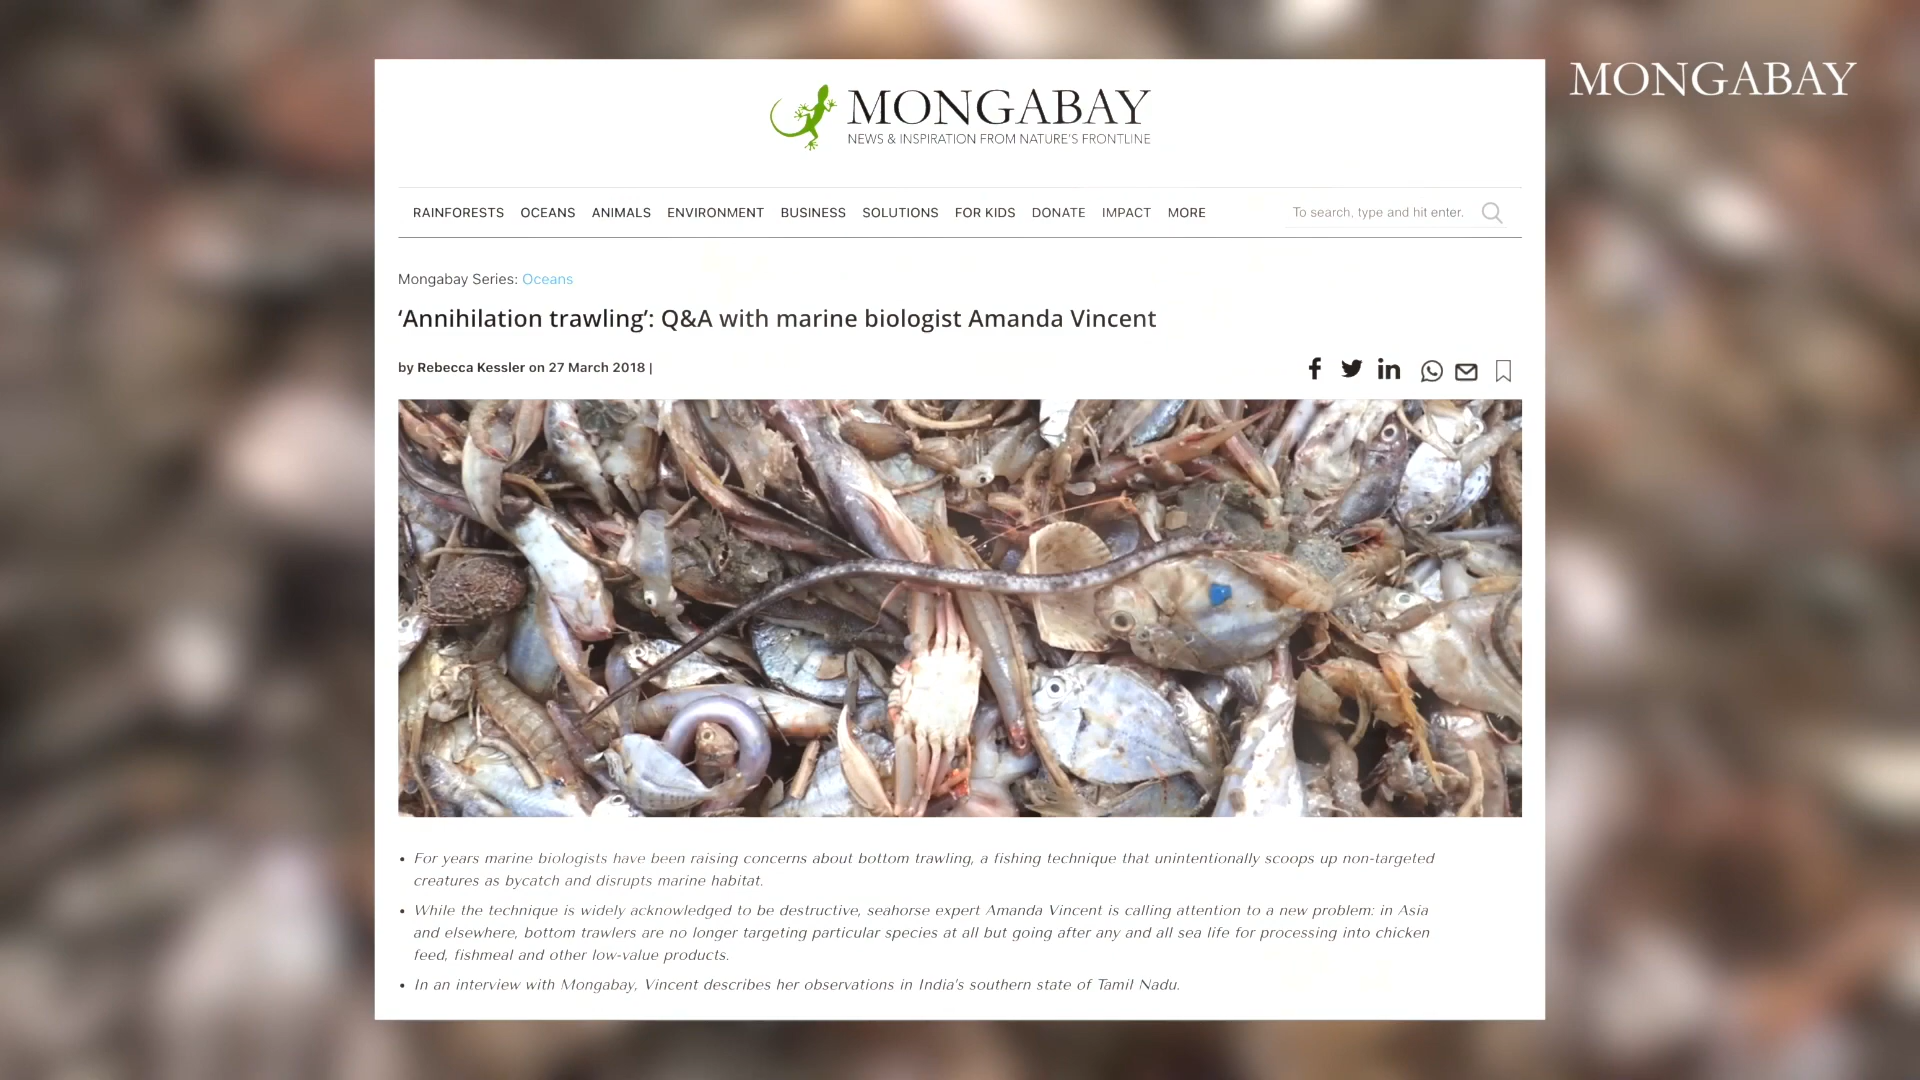 MONGABAY
MONGABAY
NEWS & INSPIRATION FROM NATURE'S FRONTLINE
RAINFORESTS OCEANS ANIMALS ENVIRONMENT BUSINESS SOLUTIONS FOR KIDS DONATE IMPACT MORE
To search, type and hit enter.
Mongabay Series: Oceans
‘Annihilation trawling’: Q&A with marine biologist Amanda Vincent
by Rebecca Kessler on 27 March 2018 |
• For years marine biologists have been raising concerns about bottom trawling, a fishing technique that unintentionally scoops up non-targeted
creatures as bycatch and disrupts marine habitat.
• While the technique is widely acknowledged to be destructive, seahorse expert Amanda Vincent is calling attention to a new problem: in Asia
and elsewhere, bottom trawlers are no longer targeting particular species at all but going after any and all sea life for processing into chicken
feed, fishmeal and other low-value products.
• In an interview with Mongabay, Vincent describes her observations in India's southern state of Tamil Nadu.